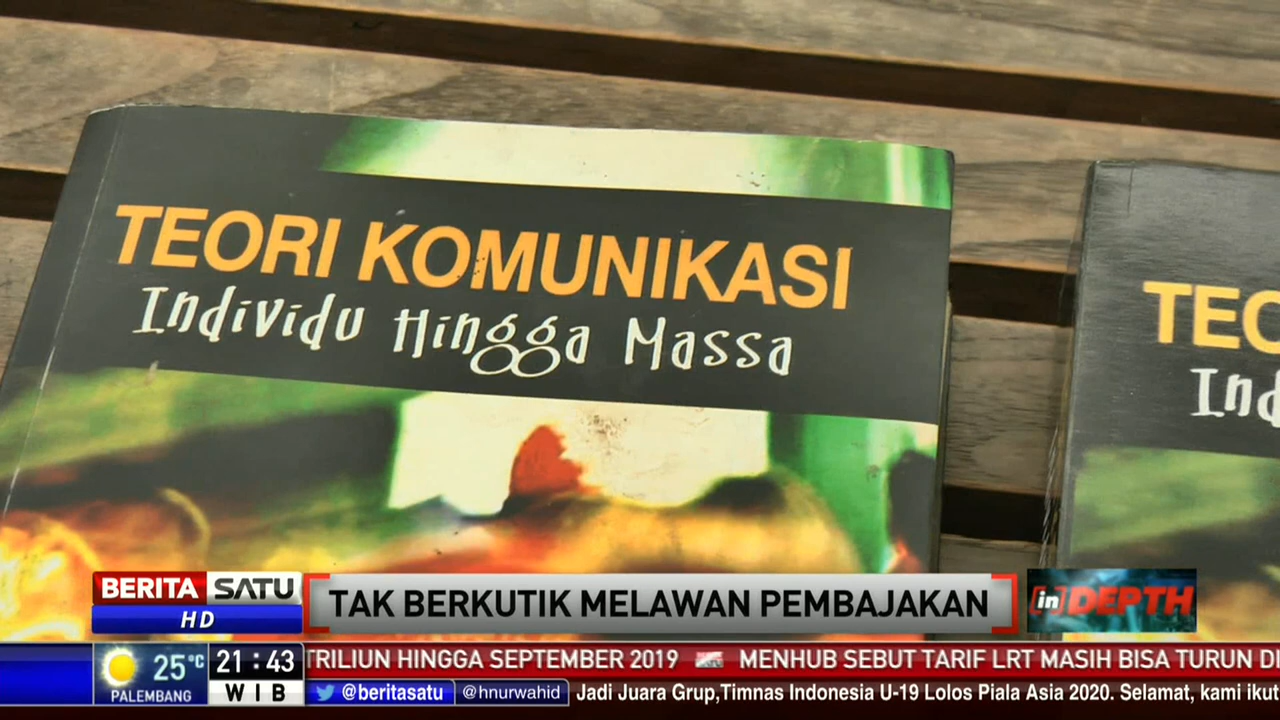 TEORI KOMUNIKASI
Individu Hingga Massa
TEO
Ind
BERITA SATU
HD
TAK BERKUTIK MELAWAN PEMBAJAKAN
in DEPTH
25°C
PALEMBANG
21:43
WIB
TRILIUN HINGGA SEPTEMBER 2019 MENHUB SEBUT TARIF LRT MASIH BISA TURUN DI
@beritasatu @hnurwahid Jadi Juara Grup,Timnas Indonesia U-19 Lolos Piala Asia 2020. Selamat, kami ikut